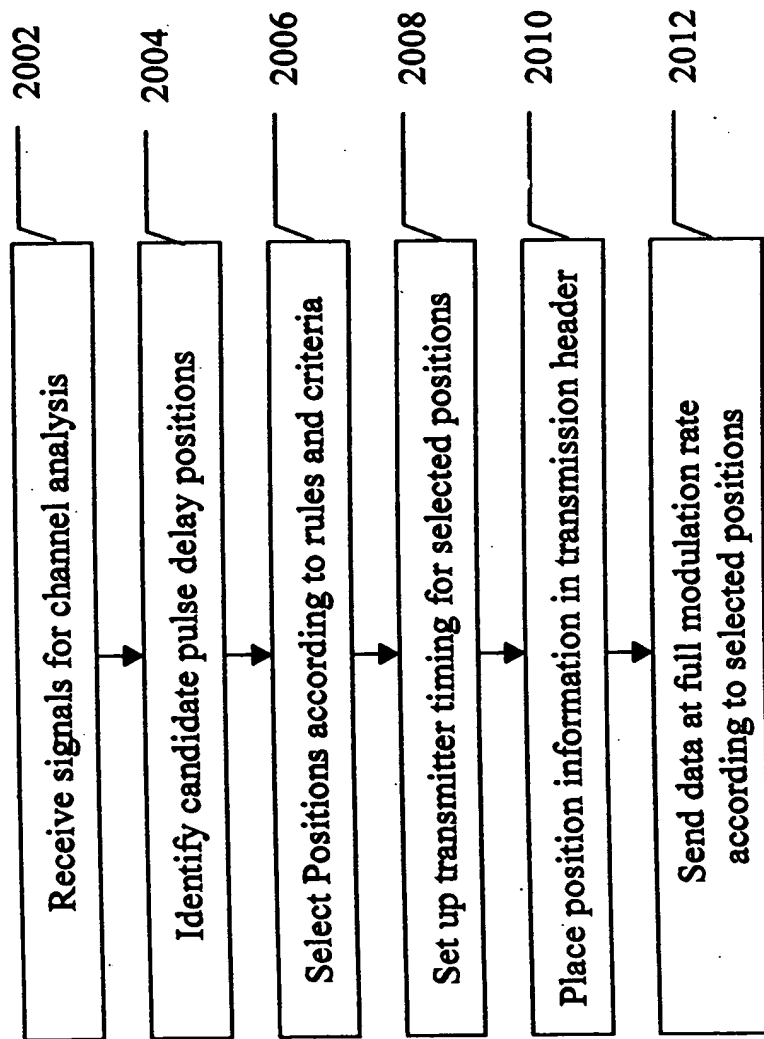 Receive signals for channel analysis
2002
Identify candidate pulse delay positions
2004
Select Positions according to rules and criteria
2006
Set up transmitter timing for selected positions
2008
Place position information in transmission header
2010
Send data at full modulation rate
according to selected positions
2012